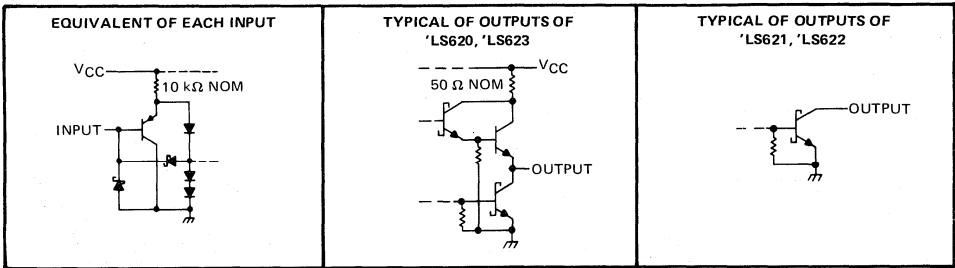 EQUIVALENT OF EACH INPUT
VCC
10 kΩ NOM
INPUT
TYPICAL OF OUTPUTS OF
'LS620, 'LS623
VCC
50 Ω NOM
OUTPUT
TYPICAL OF OUTPUTS OF
'LS621, 'LS622
OUTPUT